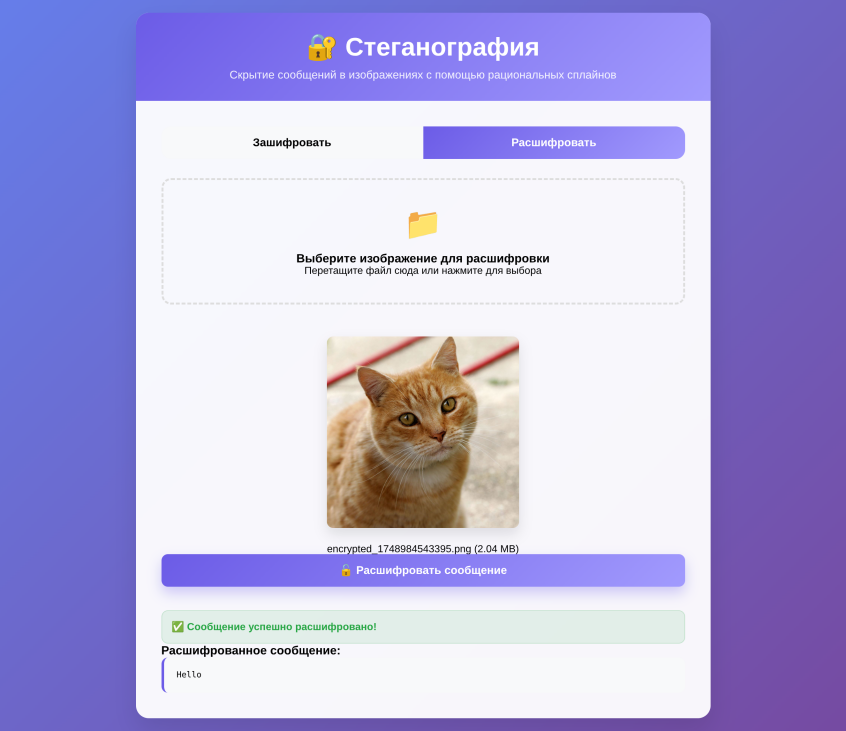 🔐 Стеганография
Скрытие сообщений в изображениях с помощью рациональных сплайнов
Зашифровать
Расшифровать
Выберите изображение для расшифровки
Перетащите файл сюда или нажмите для выбора
encrypted_1748984543395.png (2.04 MB)
🔓 Расшифровать сообщение
✅ Сообщение успешно расшифровано!
Расшифрованное сообщение:
Hello